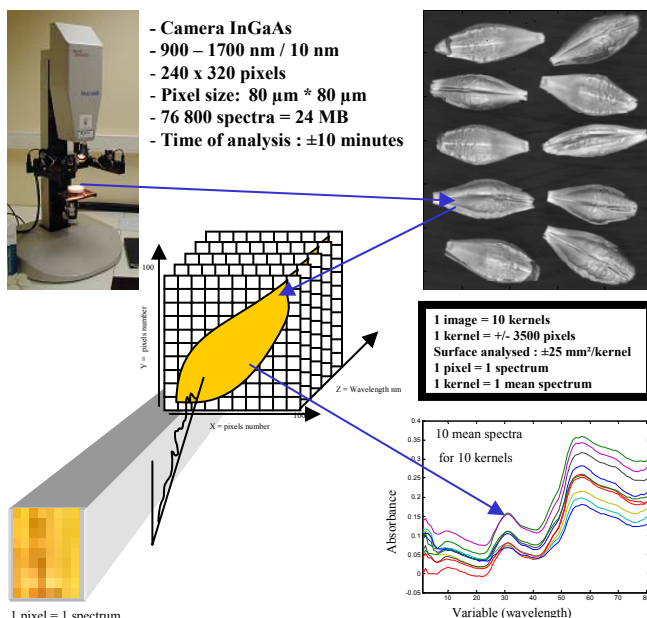 - Camera InGaAs
- 900 – 1700 nm / 10 nm
- 240 x 320 pixels
- Pixel size: 80 µm * 80 µm
- 76 800 spectra = 24 MB
- Time of analysis : ±10 minutes
100
Y = pixels number
Z = Wavelength nm
X = pixels number
100
1 image = 10 kernels
1 kernel = +/- 3500 pixels
Surface analysed : ±25 mm²/kernel
1 pixel = 1 spectrum
1 kernel = 1 mean spectrum
10 mean spectra
for 10 kernels
Absorbance
0.4
0.35
0.3
0.25
0.2
0.15
0.1
0.05
0
-0.05
10 20 30 40 50 60 70 80
Variable (wavelength)
1 pixel = 1 spectrum